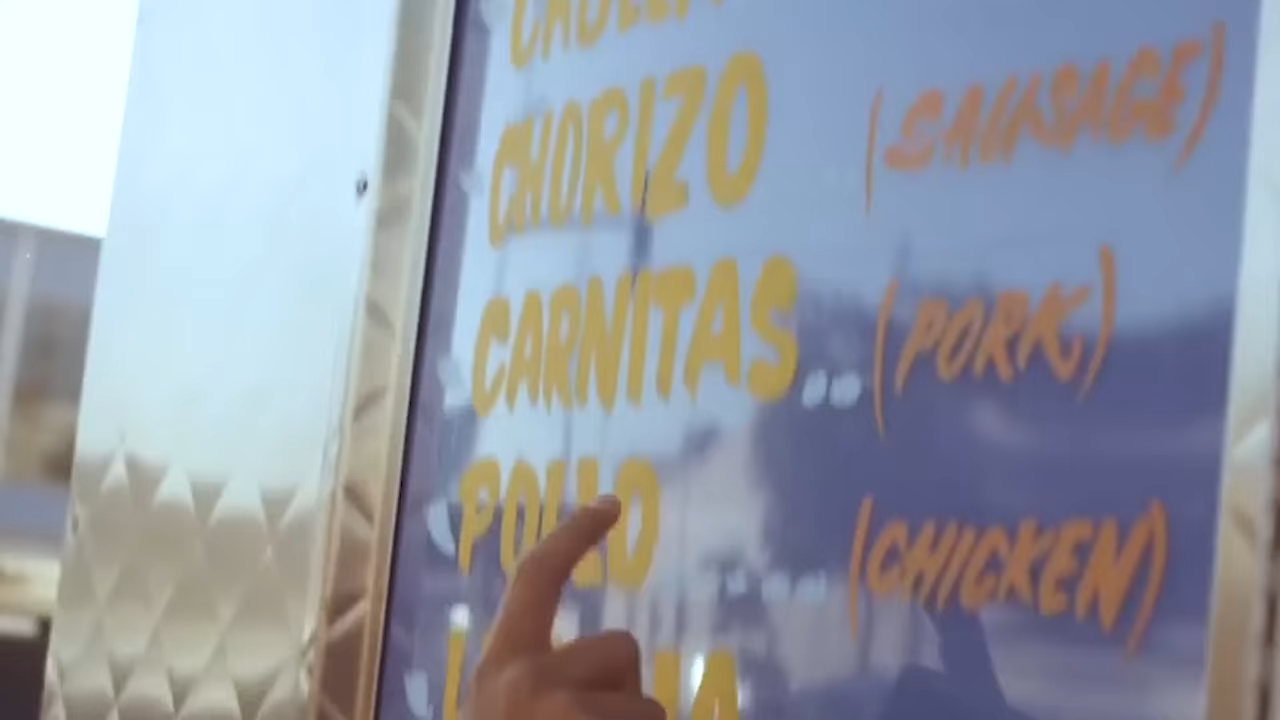 CHORIZO (SAUSAGE)
CARNITAS.. (PORK)
POLLO .... (CHICKEN)